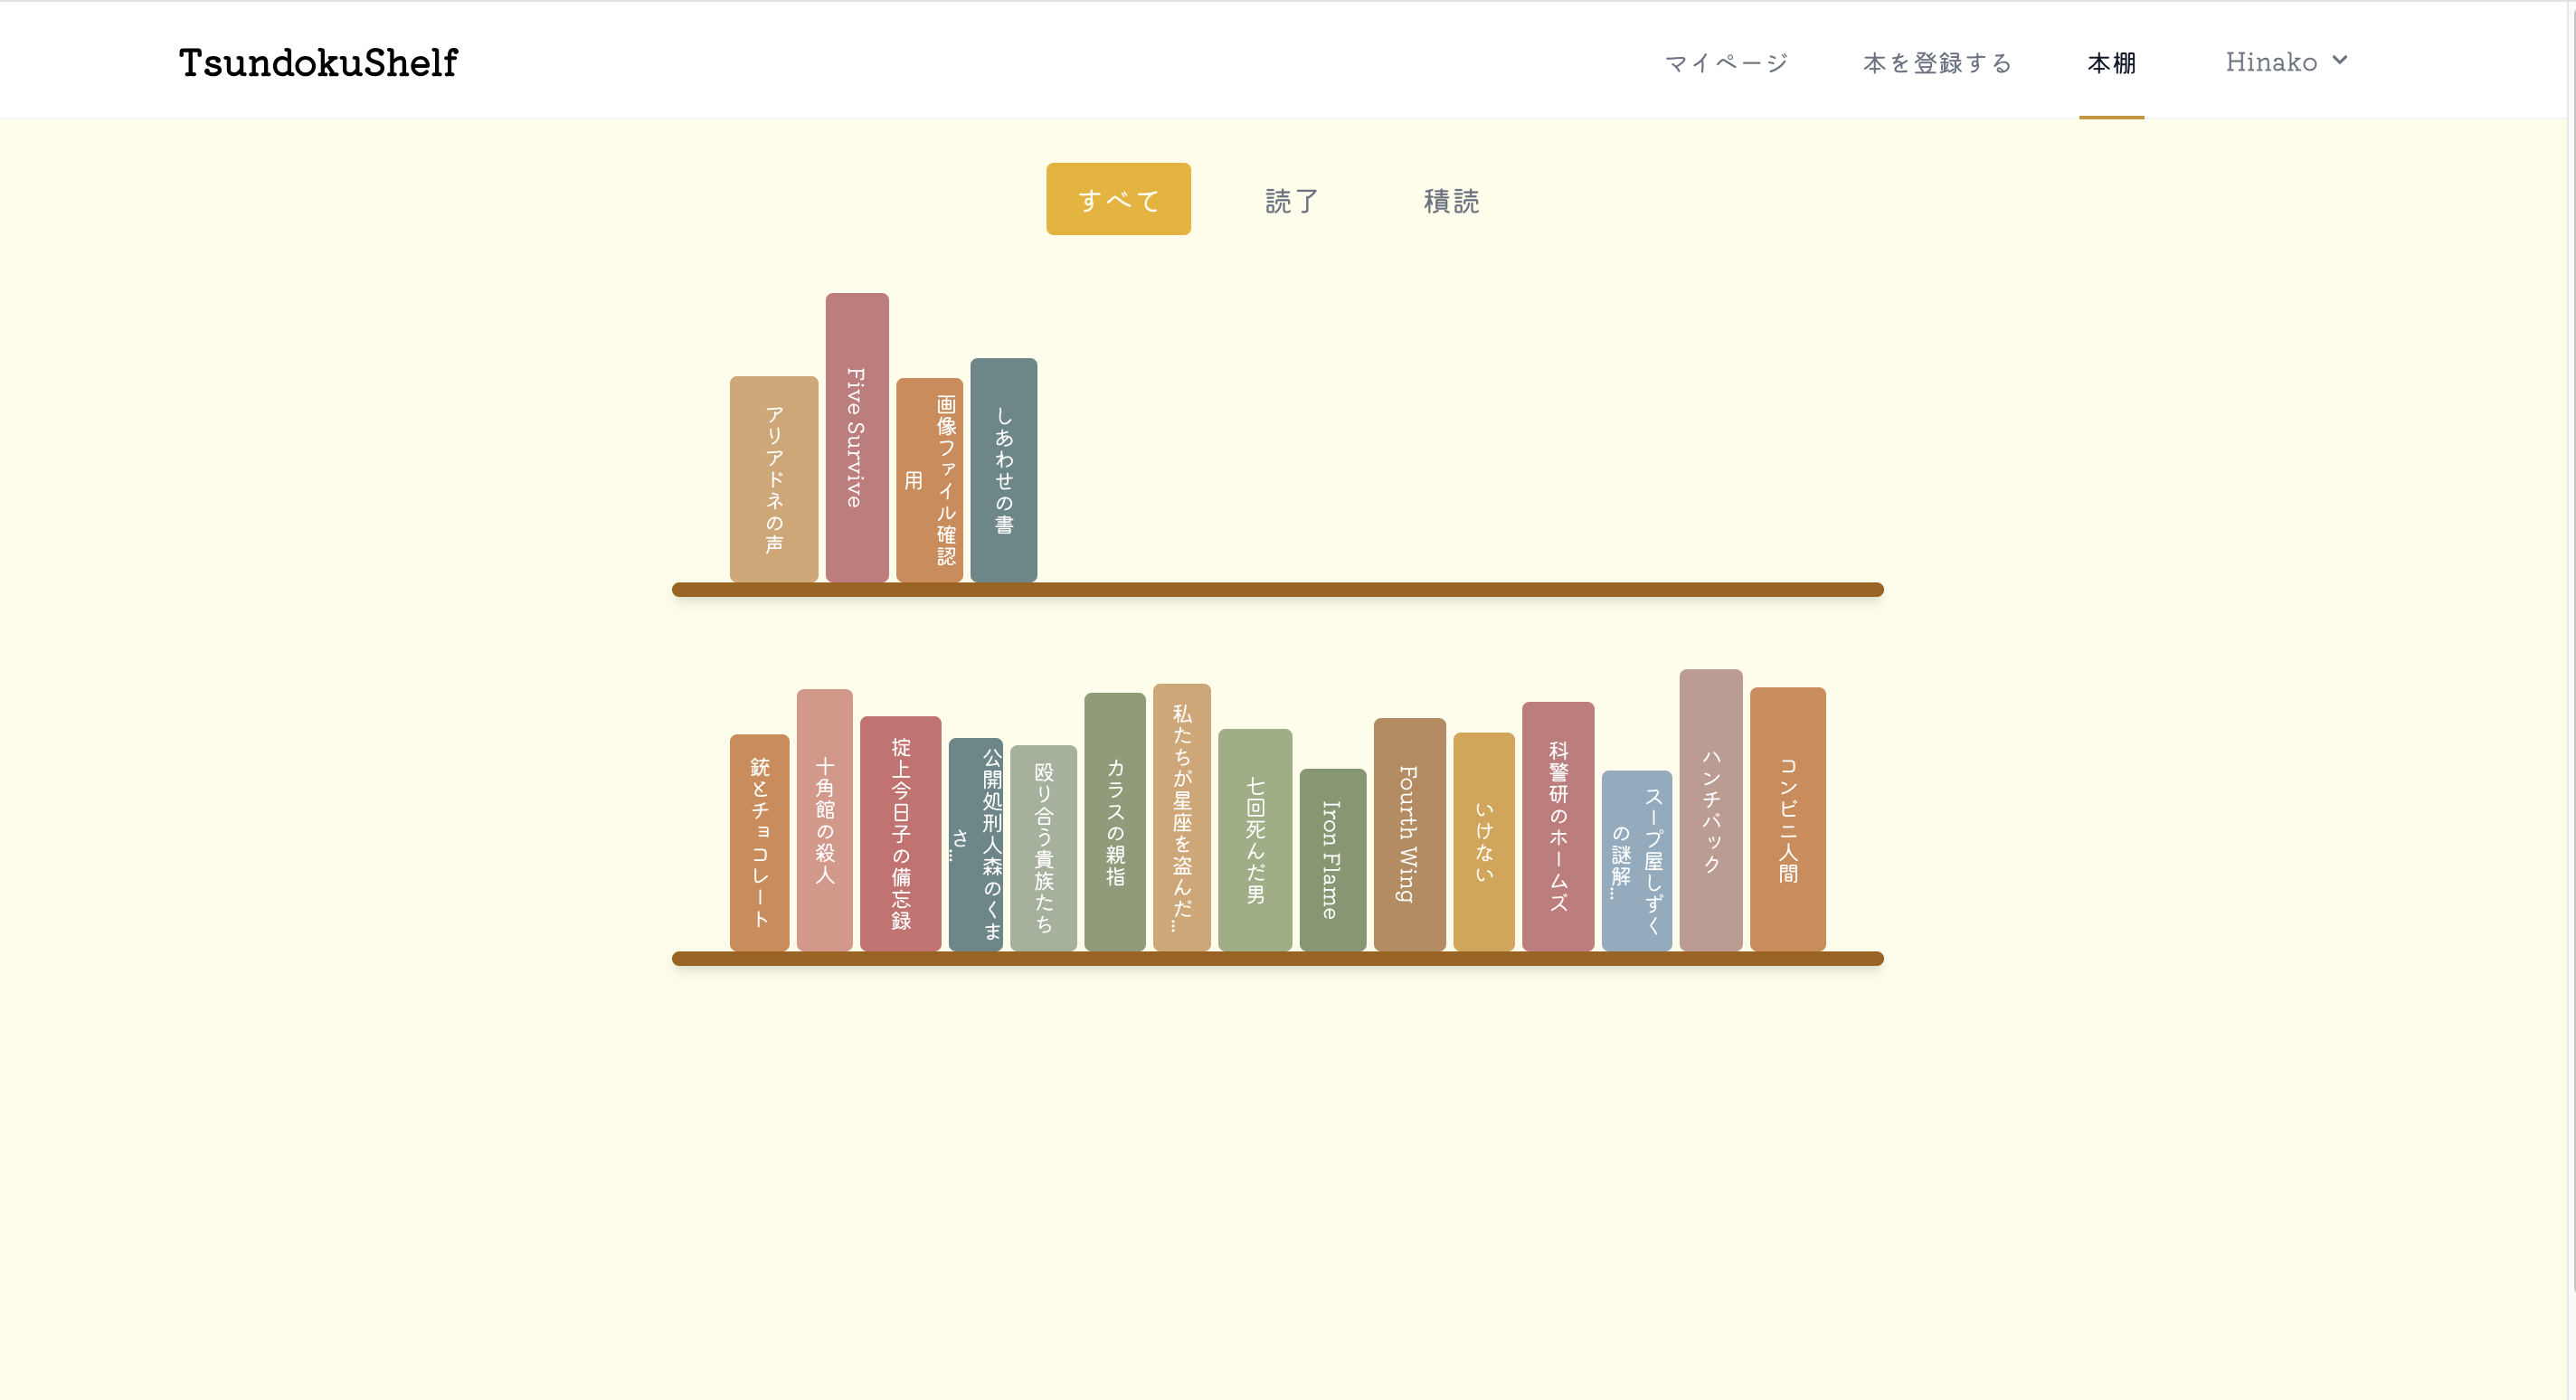 TsundokuShelf
マイページ
本を登録する
本棚
Hinako
すべて
読了
積読
アリアドネの声
Five Survive
画像ファイル確認
用
しあわせの書
銃とチョコレート
十角館の殺人
掟上今日子の備忘録
公開処刑人森のくま
さ…
殴り合う貴族たち
カラスの親指
私たちが星座を盗んだ…
七回死んだ男
Iron Flame
Fourth Wing
いけない
科警研のホームズ
スープ屋しずく
の謎解…
ハンチバック
コンビニ人間